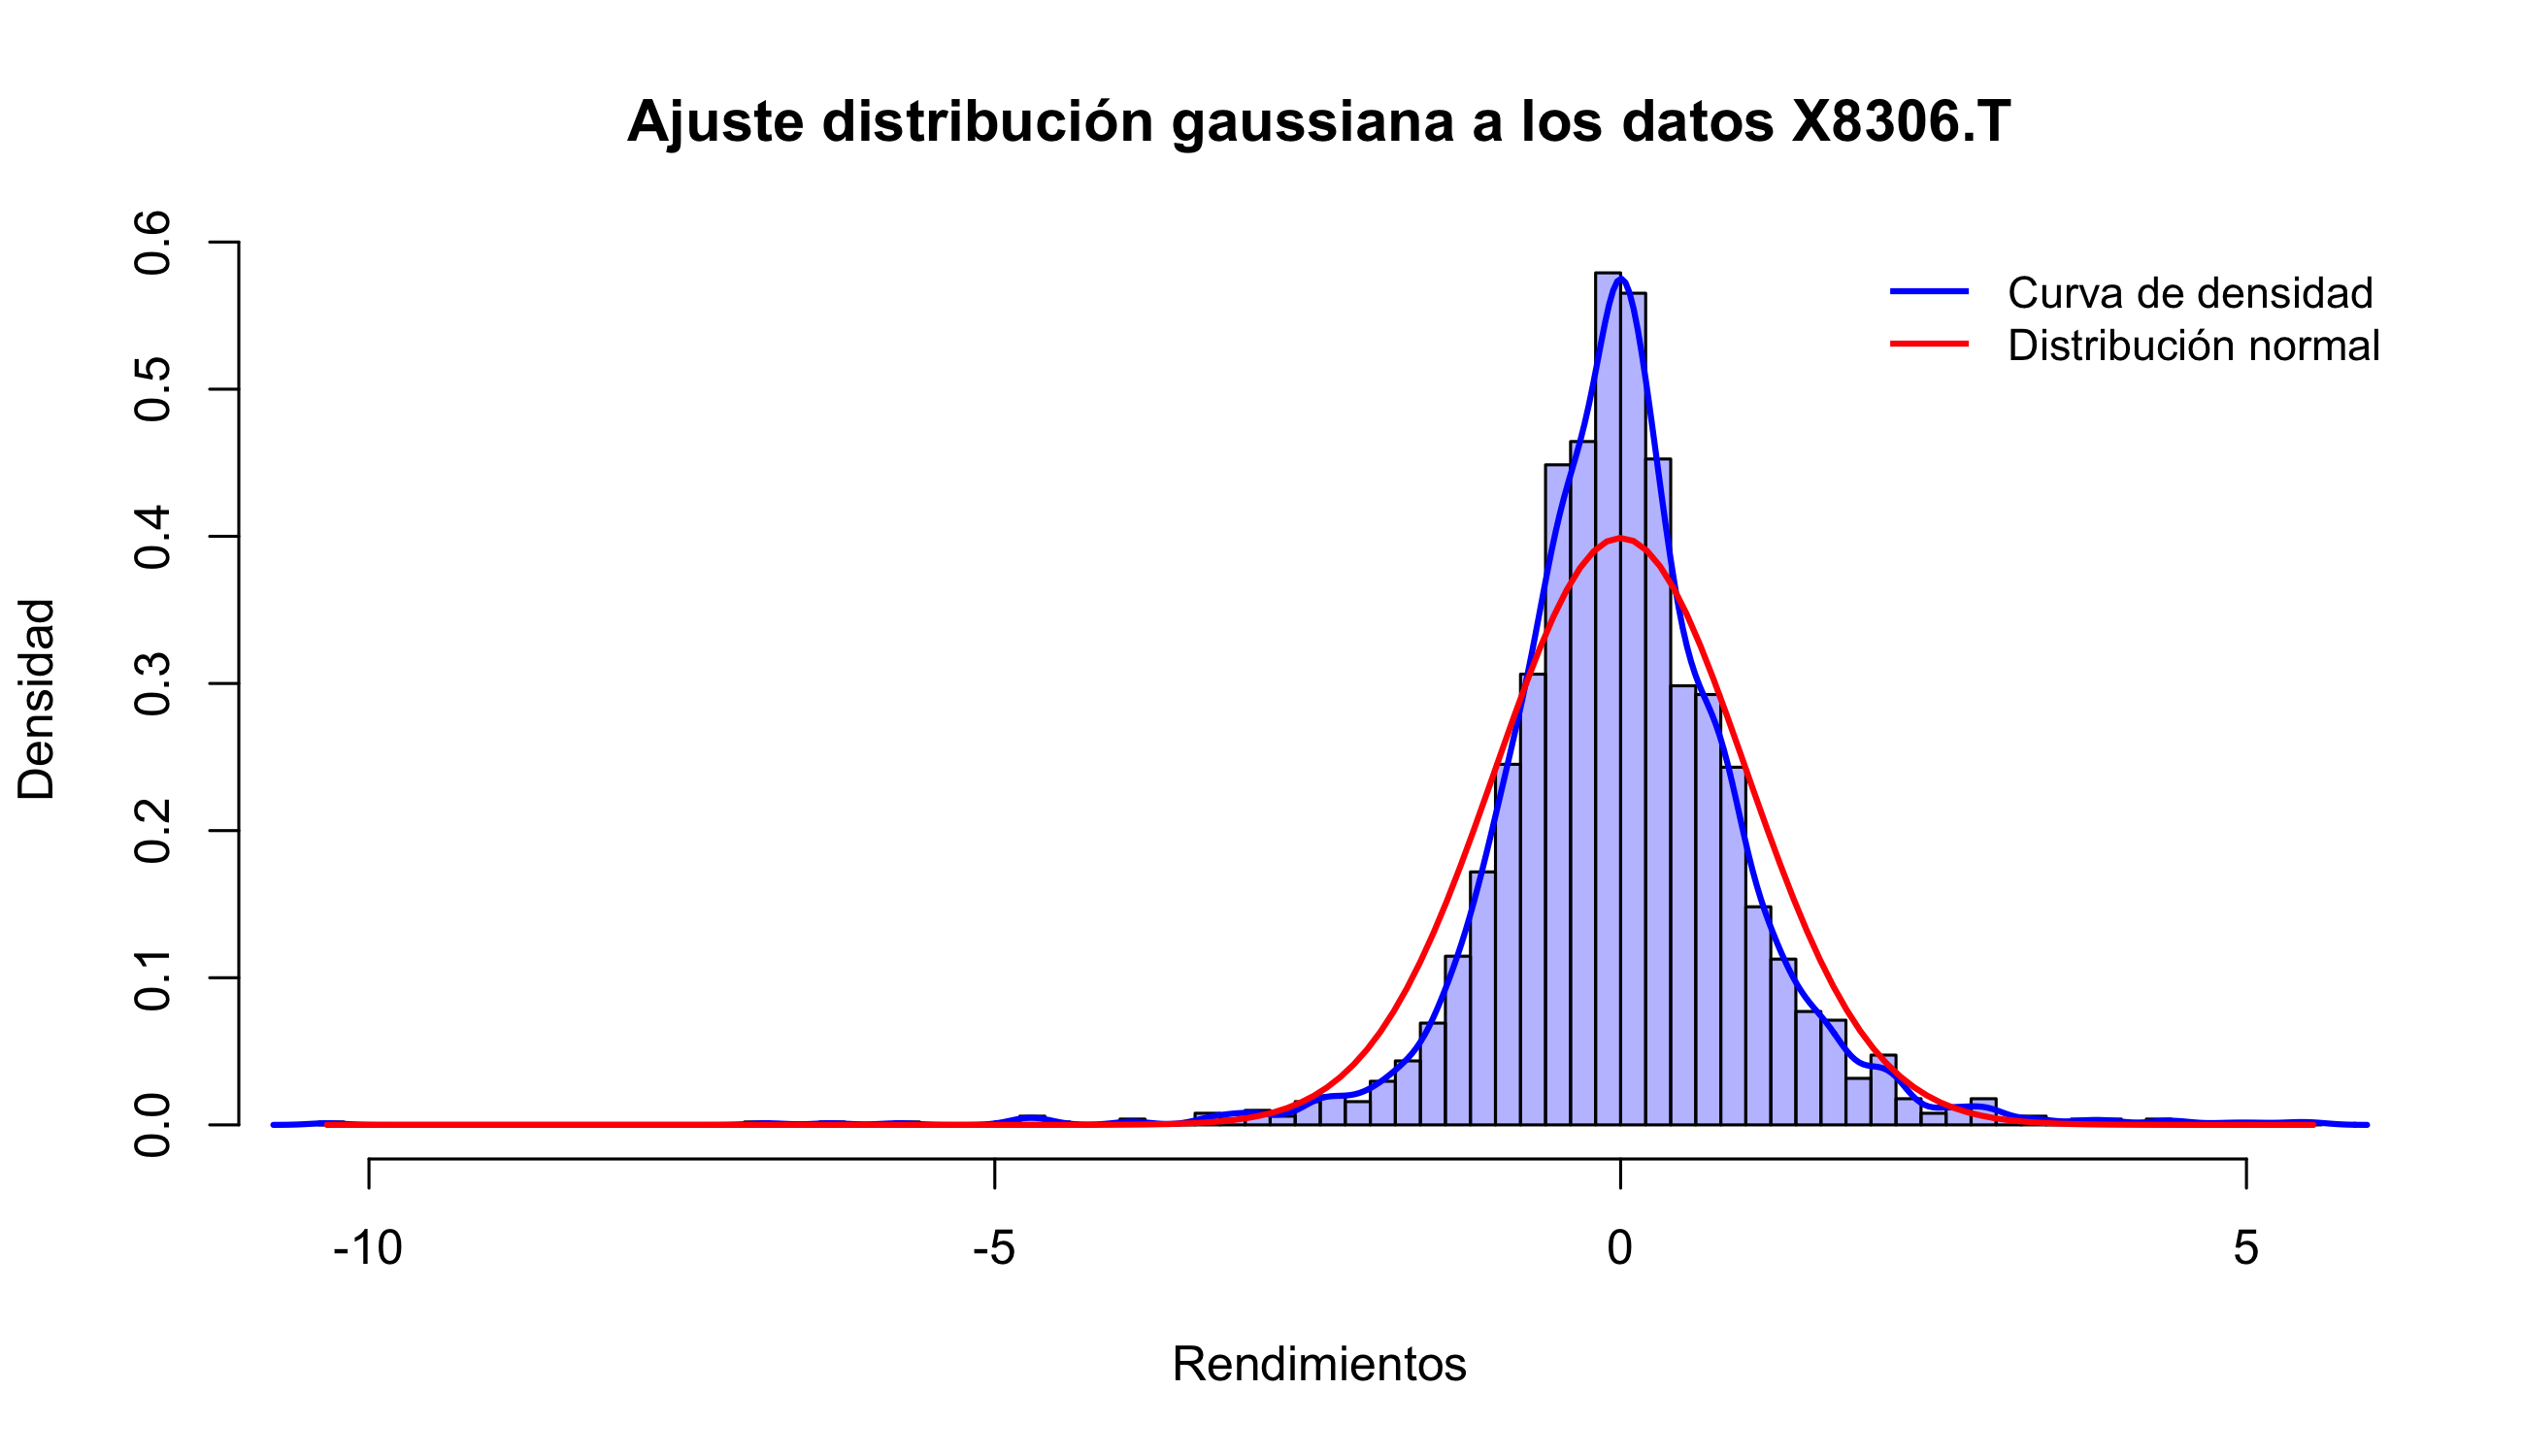 Ajuste distribución gaussiana a los datos X8306.T
Curva de densidad
Distribución normal
Densidad
0.6
0.5
0.4
0.3
0.2
0.1
0.0
-10 -5 0 5
Rendimientos